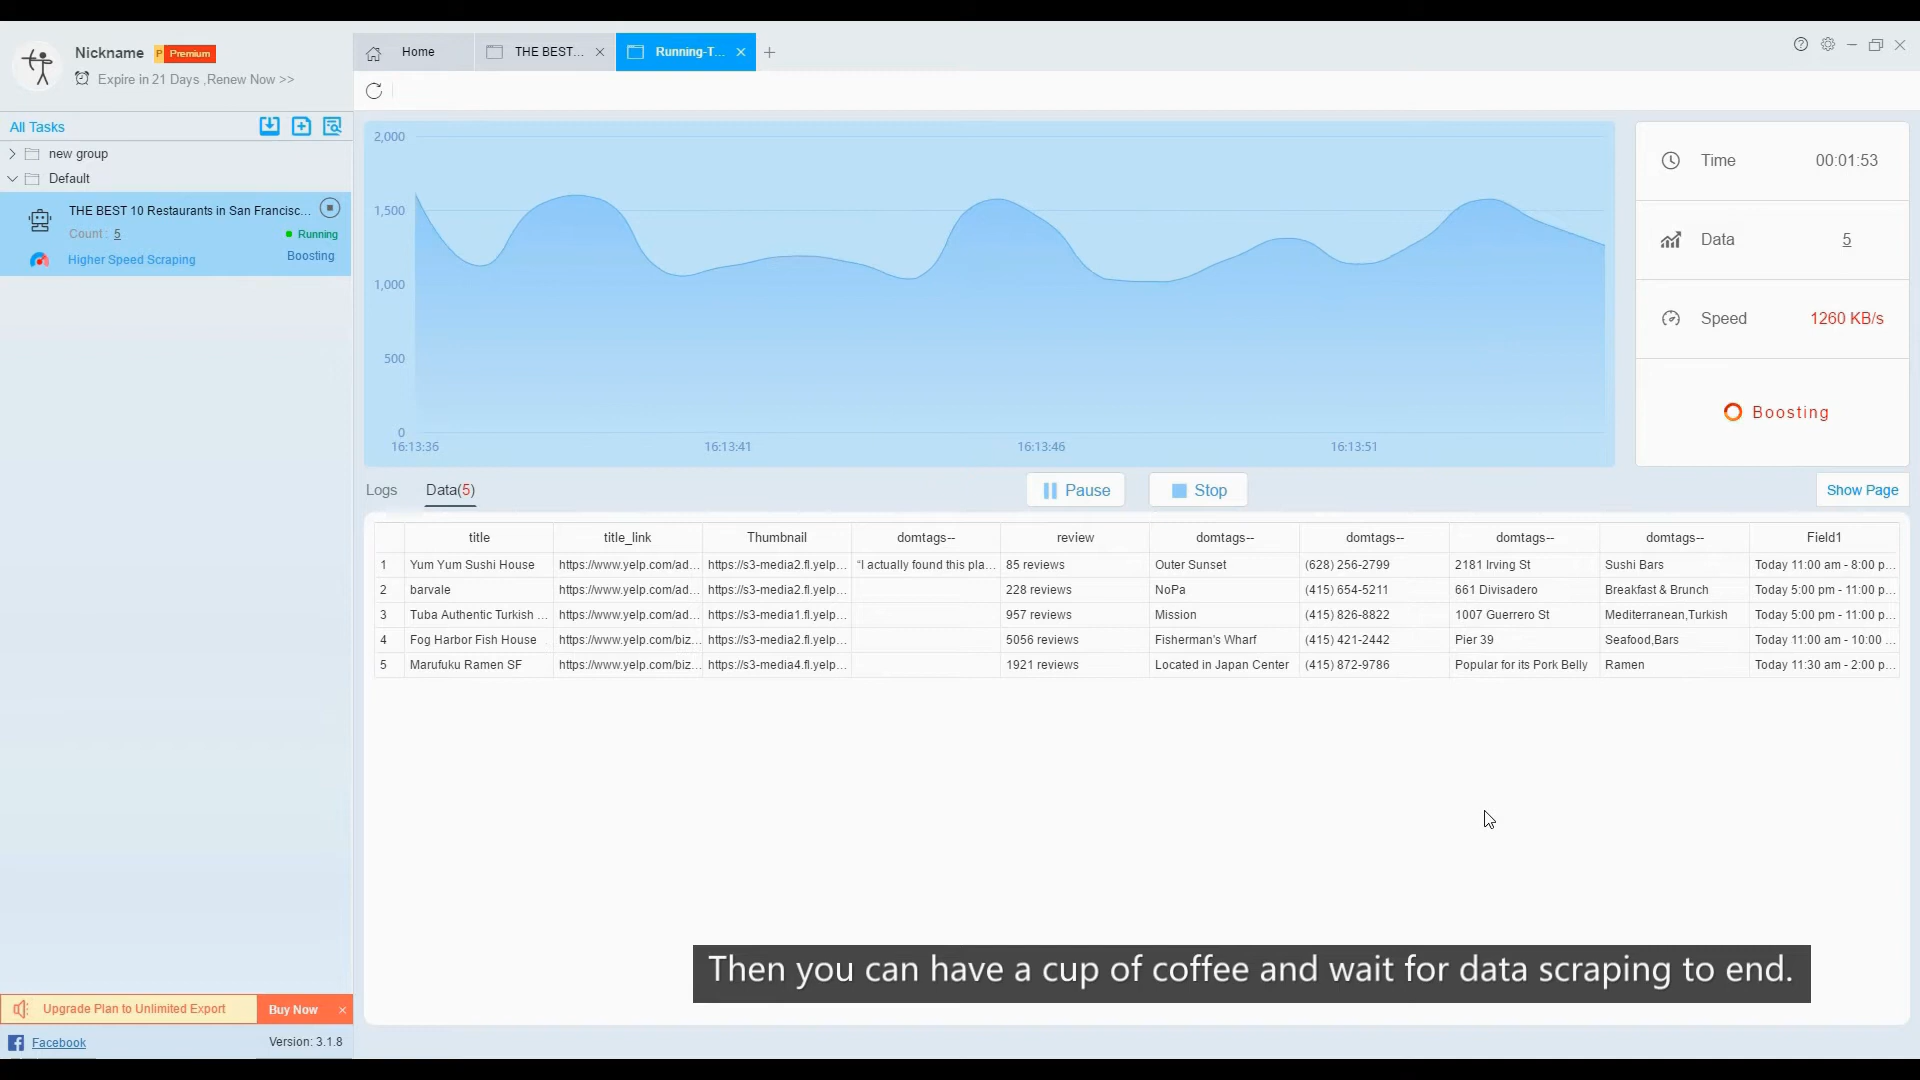 Nickname P Premium
Expire in 21 Days ,Renew Now >>
Home
THE BEST...
Running-T...
All Tasks
new group
Default
THE BEST 10 Restaurants in San Francisc...
Count : 5
Running
Higher Speed Scraping
Boosting
2,000
1,500
1,000
500
0
16:13:36 16:13:41 16:13:46 16:13:51
Time 00:01:53
Data 5
Speed 1260 KB/s
Boosting
Logs Data(5) Pause Stop Show Page
title title_link Thumbnail domtags-- review domtags-- domtags-- domtags-- domtags-- Field1
1 Yum Yum Sushi House https://www.yelp.com/ad... https://s3-media2.fl.yelp... “I actually found this pla... 85 reviews Outer Sunset (628) 256-2799 2181 Irving St Sushi Bars Today 11:00 am - 8:00 p...
2 barvale https://www.yelp.com/ad... https://s3-media2.fl.yelp... 228 reviews NoPa (415) 654-5211 661 Divisadero Breakfast & Brunch Today 5:00 pm - 11:00 p...
3 Tuba Authentic Turkish ... https://www.yelp.com/ad... https://s3-media1.fl.yelp... 957 reviews Mission (415) 826-8822 1007 Guerrero St Mediterranean,Turkish Today 5:00 pm - 11:00 p...
4 Fog Harbor Fish House https://www.yelp.com/biz... https://s3-media2.fl.yelp... 5056 reviews Fisherman's Wharf (415) 421-2442 Pier 39 Seafood,Bars Today 11:00 am - 10:00 ...
5 Marufuku Ramen SF https://www.yelp.com/biz... https://s3-media4.fl.yelp... 1921 reviews Located in Japan Center (415) 872-9786 Popular for its Pork Belly Ramen Today 11:30 am - 2:00 p...
Then you can have a cup of coffee and wait for data scraping to end.
Upgrade Plan to Unlimited Export Buy Now
Facebook Version: 3.1.8